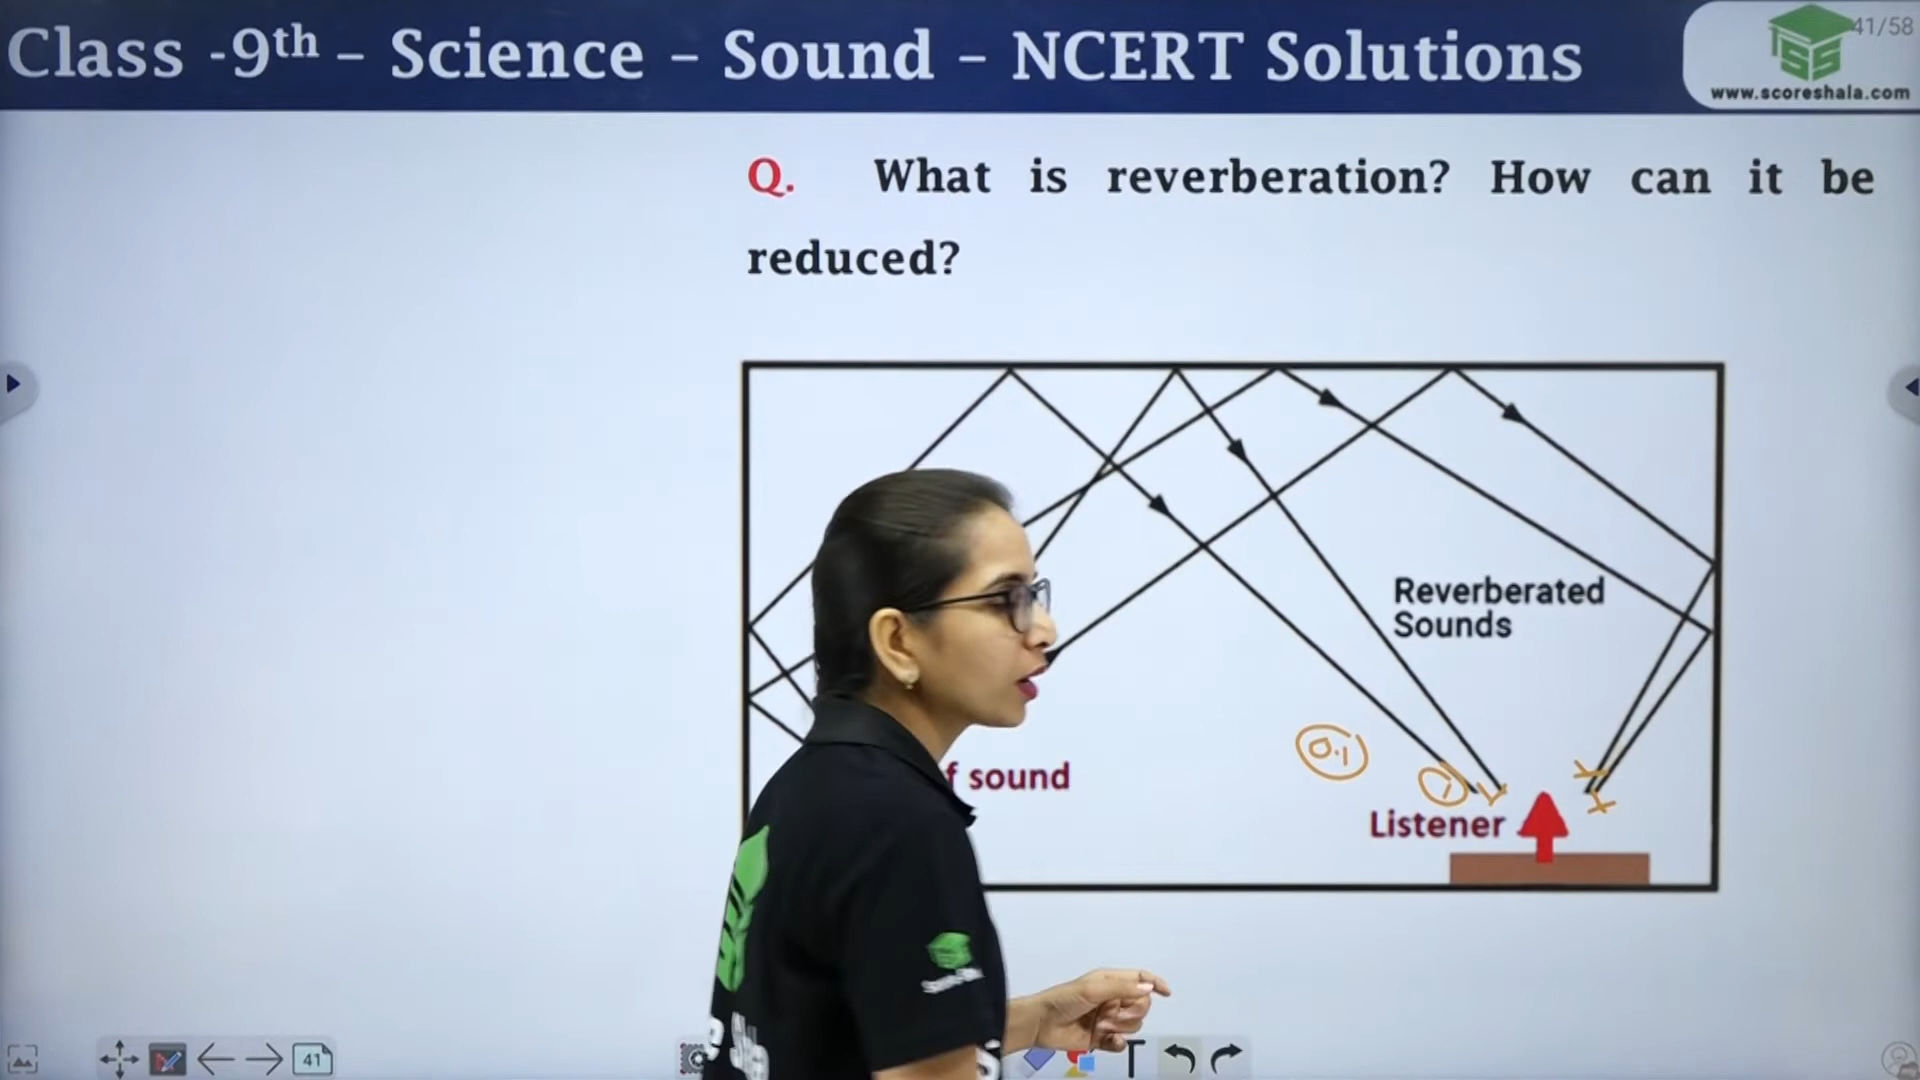 Class -9th – Science – Sound – NCERT Solutions
41/58
www.scoreshala.com
Q. What is reverberation? How can it be
reduced?
Reverberated
Sounds
0.1
f sound
Listener
41